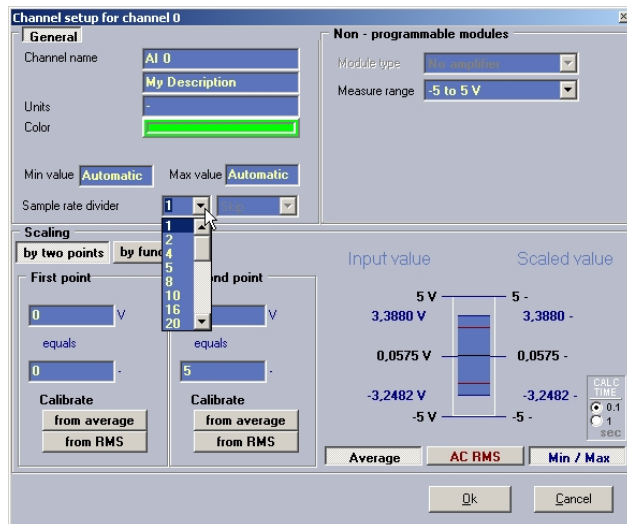 Channel setup for channel 0
General
Channel name AI 0
My Description
Units -
Color
Min value Automatic Max value Automatic
Sample rate divider 1 Skip
1
2
4
5
8
10
16
20
Non - programmable modules
Module type No amplifier
Measure range -5 to 5 V
Scaling
by two points by func
First point
0 V
equals
0 -
Calibrate
from average
from RMS
ond point
V
equals
5 -
Calibrate
from average
from RMS
Input value Scaled value
5 V 5 -
3,3880 V 3,3880 -
0,0575 V 0,0575 -
-3,2482 V -3,2482 -
-5 V -5 -
CALC
TIME
0.1
1
sec
Average AC RMS Min / Max
Ok Cancel